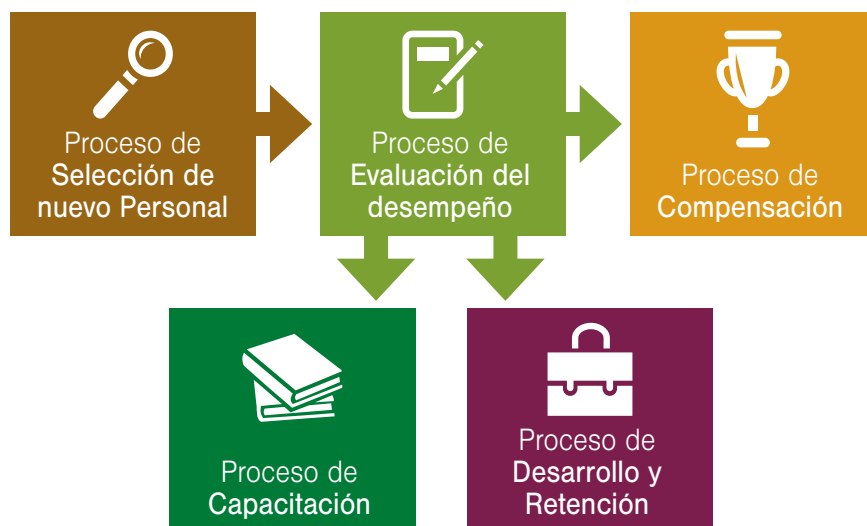 Proceso de
Selección de
nuevo Personal
Proceso de
Evaluación del
desempeño
Proceso de
Compensación
Proceso de
Capacitación
Proceso de
Desarrollo y
Retención